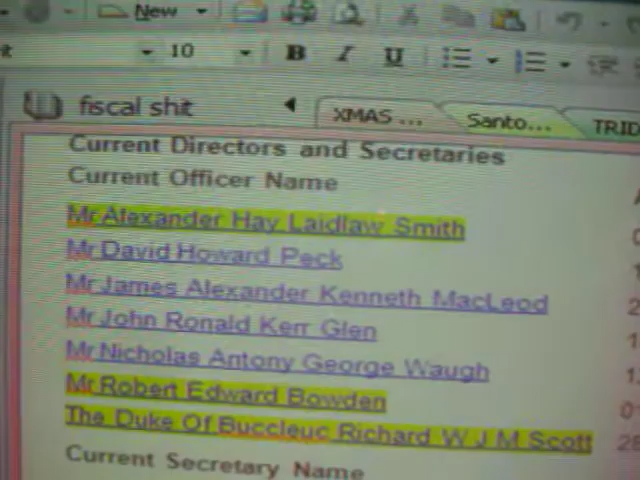 New
10 B I U
fiscal shit XMAS ... Santo... TRID
Current Directors and Secretaries
Current Officer Name
Mr Alexander Hay Laidlaw Smith
Mr David Howard Peck
Mr James Alexander Kenneth MacLeod
Mr John Ronald Kerr Glen
Mr Nicholas Antony George Waugh
Mr Robert Edward Bowden
The Duke Of Buccleuc Richard W J M Scott
Current Secretary Name